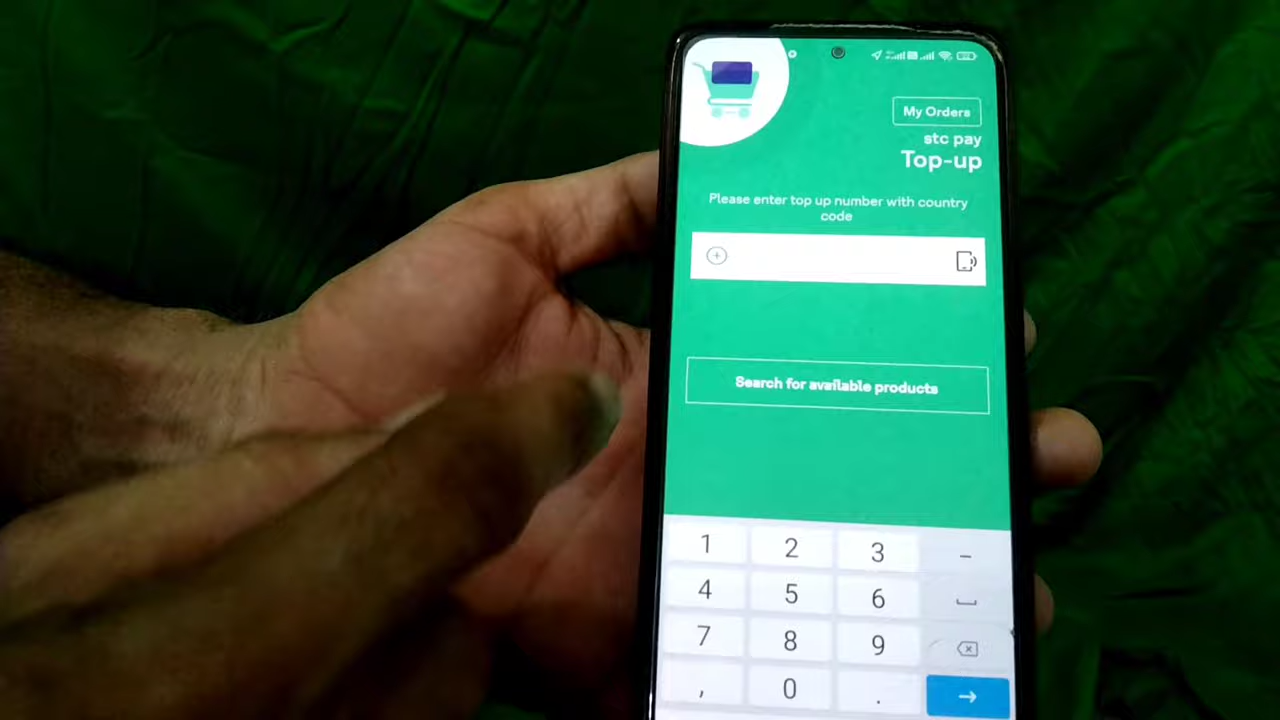 My Orders
stc pay
Top-up
Please enter top up number with country
code
Search for available products
1 2 3 -
4 5 6
7 8 9
, 0 .